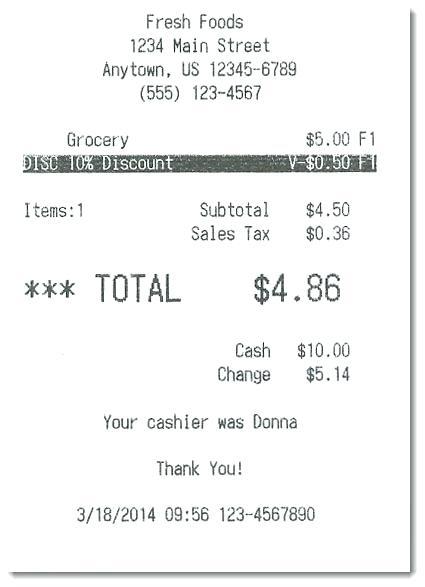 Fresh Foods
1234 Main Street
Anytown, US 12345-6789
(555) 123-4567
Grocery $5.00 F1
DISC 10% Discount V-$0.50 F1
Items:1 Subtotal $4.50
Sales Tax $0.36
*** TOTAL $4.86
Cash $10.00
Change $5.14
Your cashier was Donna
Thank You!
3/18/2014 09:56 123-4567890